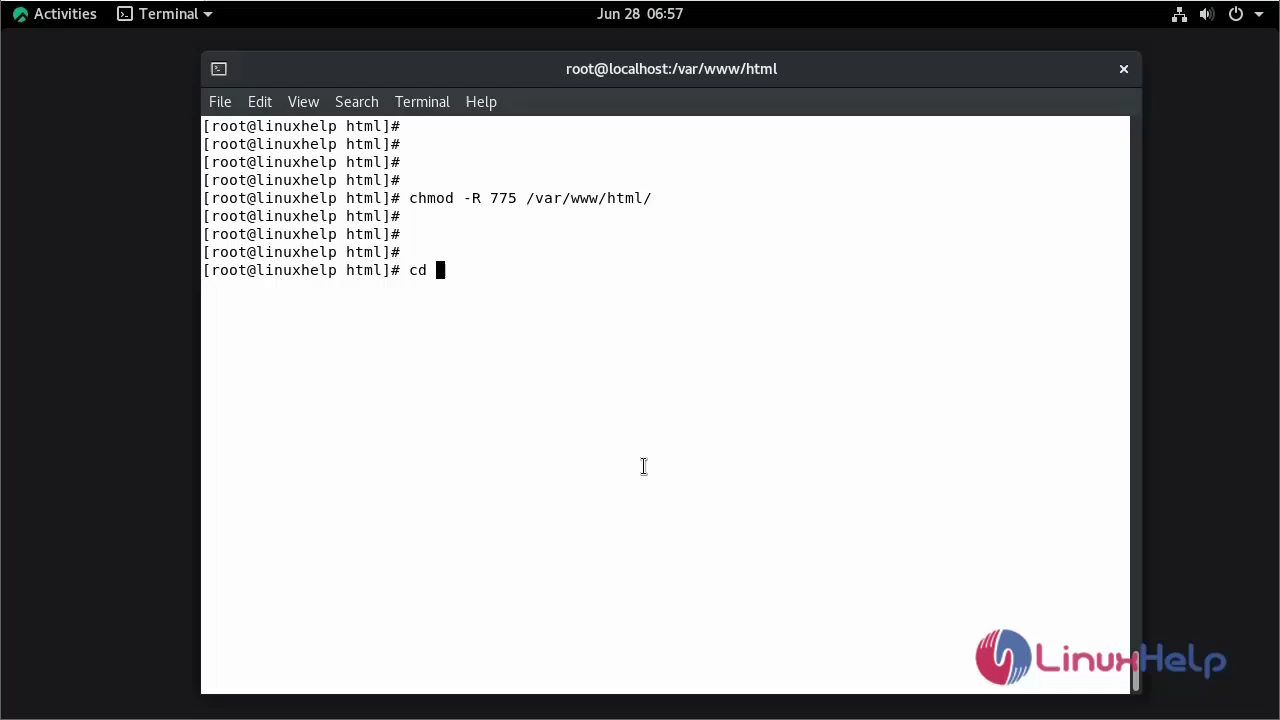 Activities Terminal Jun 28 06:57
root@localhost:/var/www/html
File Edit View Search Terminal Help
[root@linuxhelp html]#
[root@linuxhelp html]#
[root@linuxhelp html]#
[root@linuxhelp html]#
[root@linuxhelp html]# chmod -R 775 /var/www/html/
[root@linuxhelp html]#
[root@linuxhelp html]#
[root@linuxhelp html]#
[root@linuxhelp html]# cd
LinuxHelp